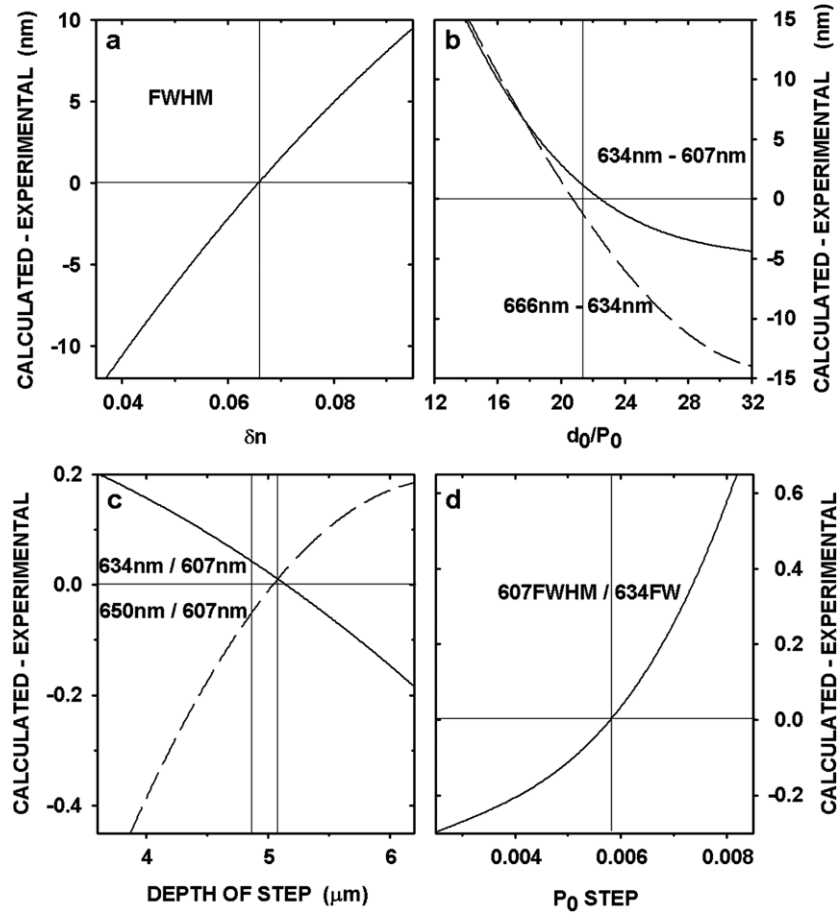 a
FWHM
CALCULATED - EXPERIMENTAL (nm)
10
5
0
-5
-10
0.04
0.06
0.08
δn
b
634nm - 607nm
666nm - 634nm
15
10
5
0
-5
-10
-15
CALCULATED - EXPERIMENTAL (nm)
12
16
20
24
28
32
d0/P0
c
634nm / 607nm
650nm / 607nm
CALCULATED - EXPERIMENTAL
0.2
0.0
-0.2
-0.4
4
5
6
DEPTH OF STEP (μm)
d
607FWHM / 634FW
0.6
0.4
0.2
0.0
-0.2
CALCULATED - EXPERIMENTAL
0.004
0.006
0.008
P0 STEP